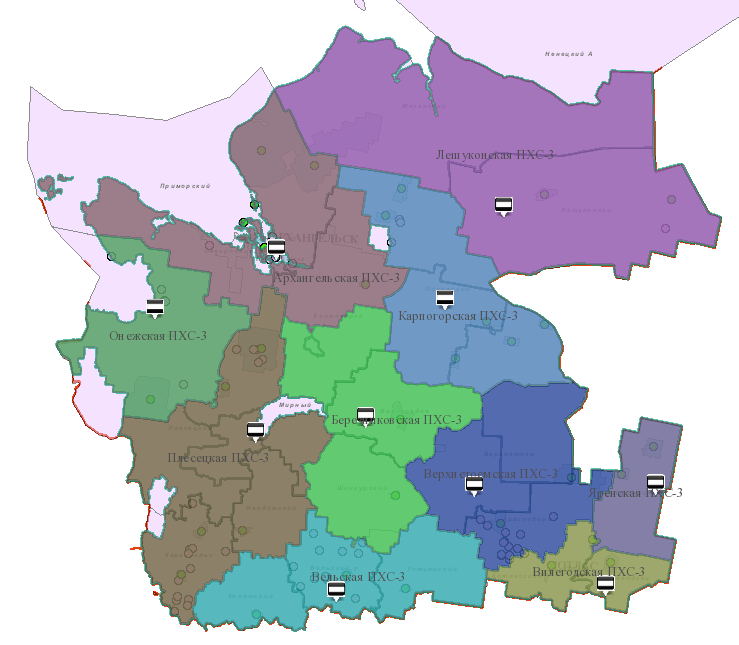 Ненецкий А
Лешуконская ПХС-3
Приморский
АРХАНГЕЛЬСК
Архангельская ПХС-3
Карпогорская ПХС-3
Онежская ПХС-3
Мирный
Березниковская ПХС-3
Плесецкая ПХС-3
Верхнетоемская ПХС-3
Яренская ПХС-3
Вилегодская ПХС-3
Вельская ПХС-3